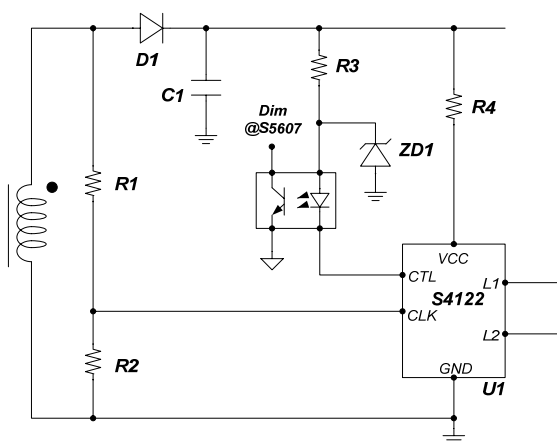 D1
C1
R3
R4
Dim
@S5607
ZD1
R1
VCC
CTL
S4122
L1
CLK
L2
R2
GND
U1